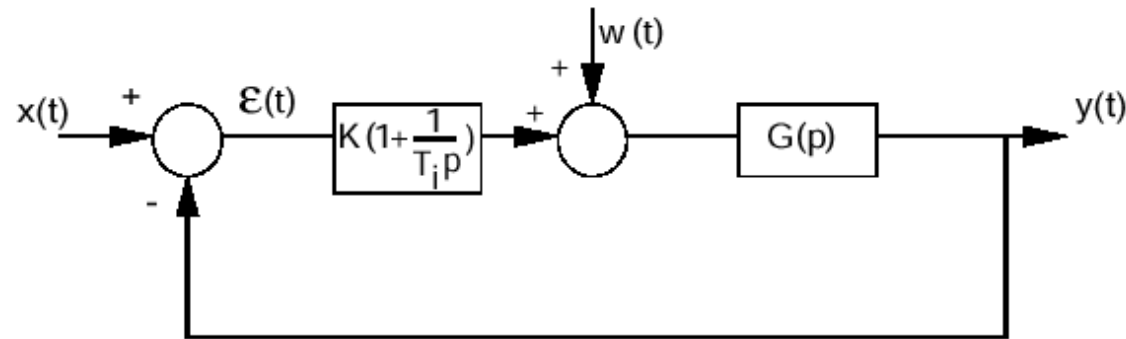 w(t)
+
x(t)
+
ε(t)
K(1+1/T_i p)
+
G(p)
y(t)
-